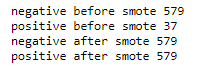 negative before smote 579
positive before smote 37
negative after smote 579
positive after smote 579